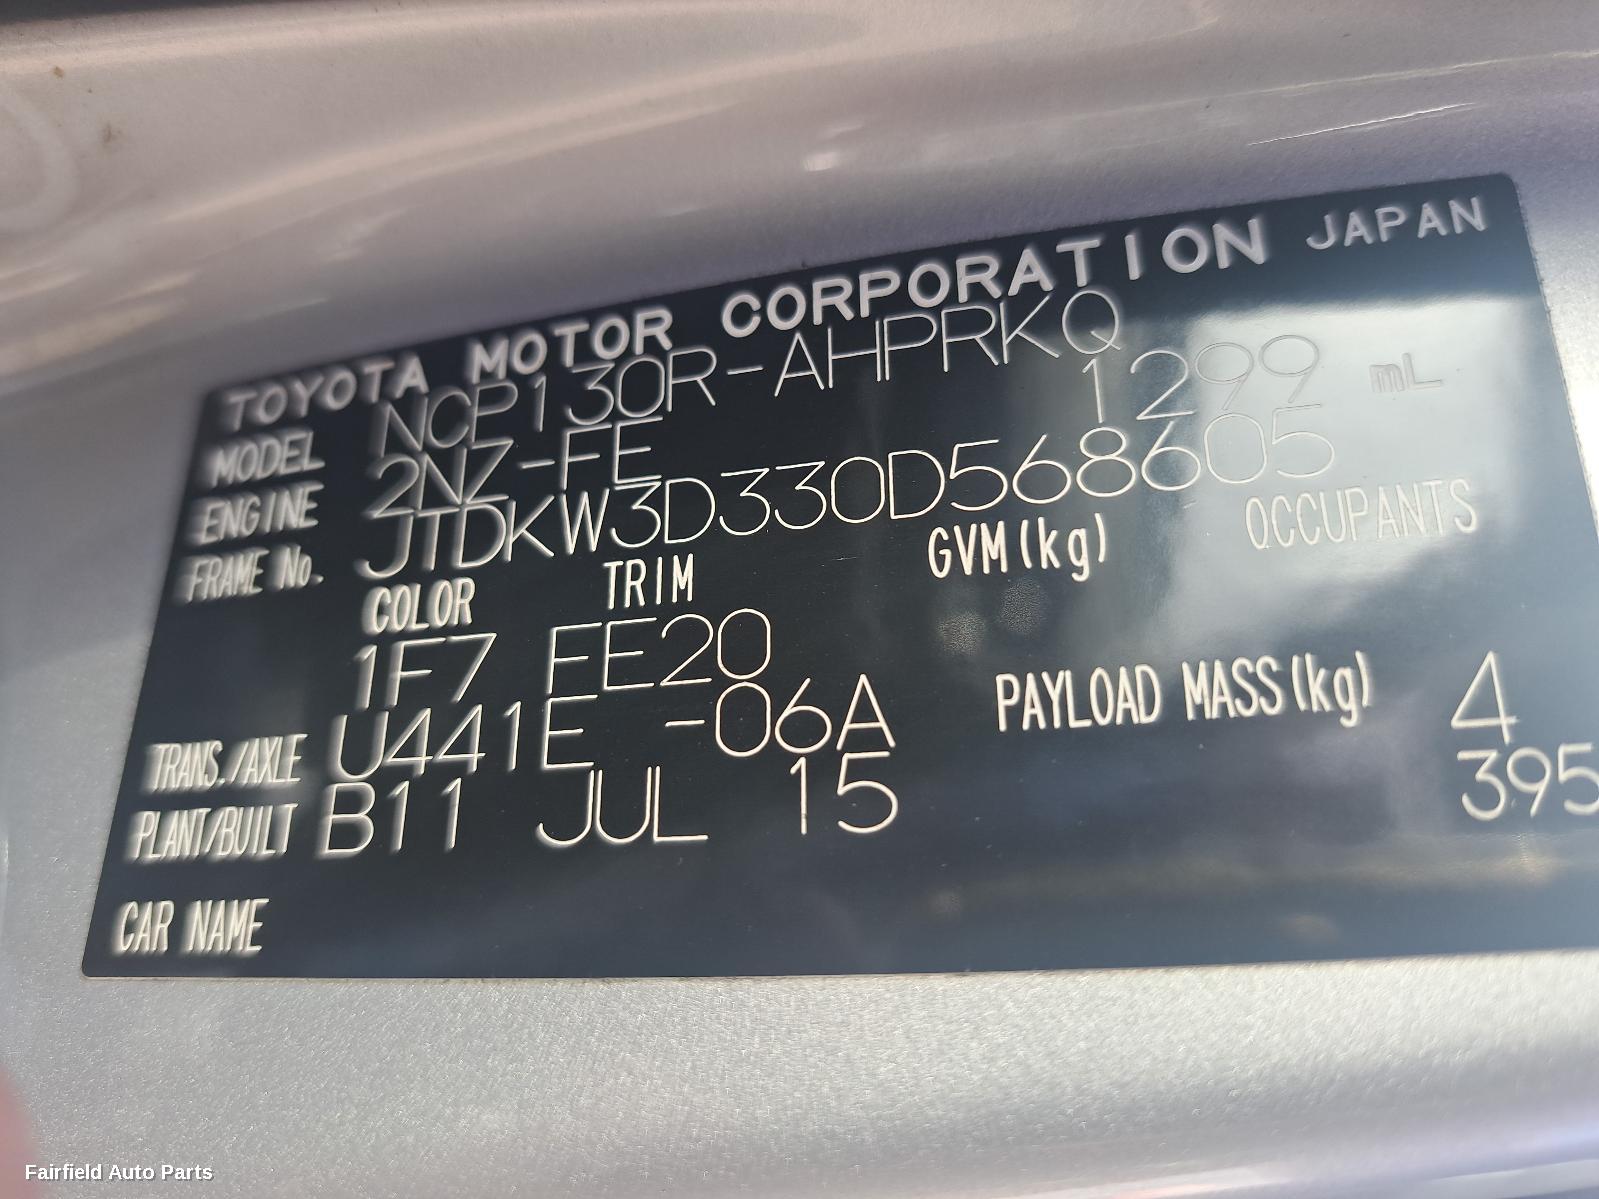 TOYOTA MOTOR CORPORATION JAPAN
MODEL NCP130R-AHPRKQ
ENGINE 2NZ-FE 1299 mL
FRAME No. JTDKW3D330D568605
COLOR TRIM GVM(kg) OCCUPANTS
1F7 EE20 4
TRANS./AXLE U441E -06A PAYLOAD MASS(kg) 395
PLANT/BUILT B11 JUL 15
CAR NAME
Fairfield Auto Parts